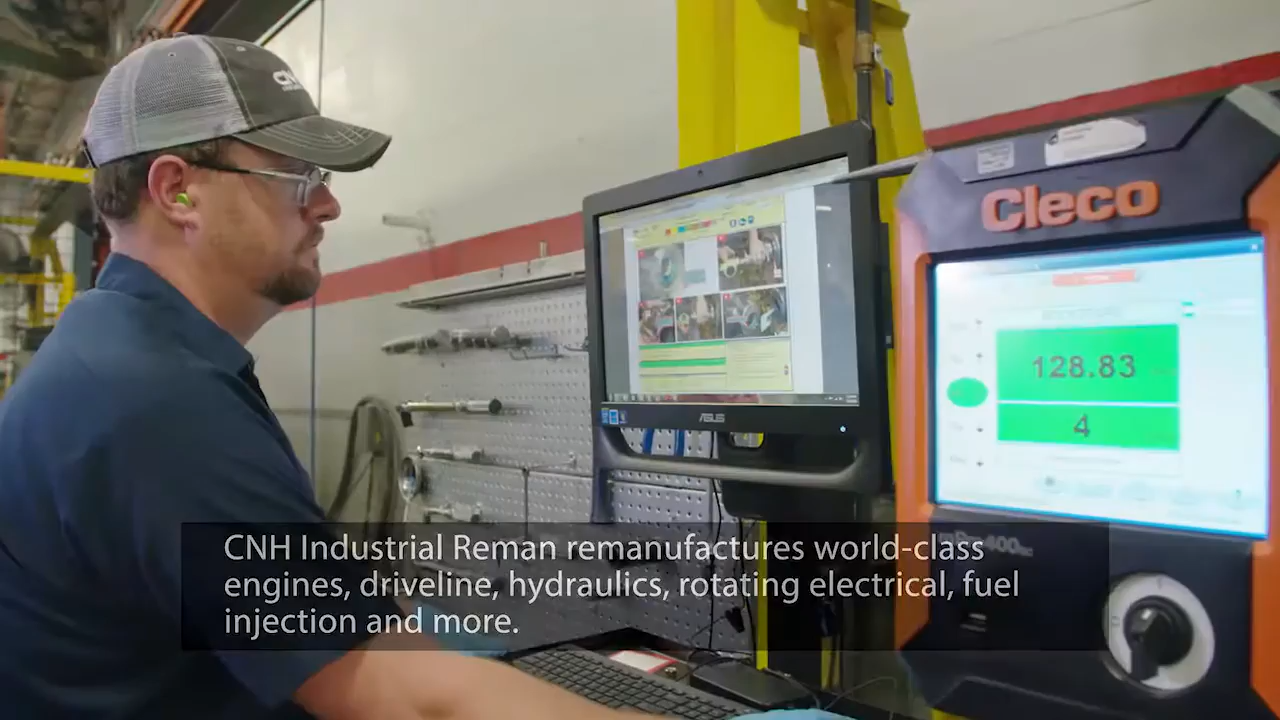 CNH
Cleco
128.83
4
ASUS
CNH Industrial Reman remanufactures world-class
engines, driveline, hydraulics, rotating electrical, fuel
injection and more.